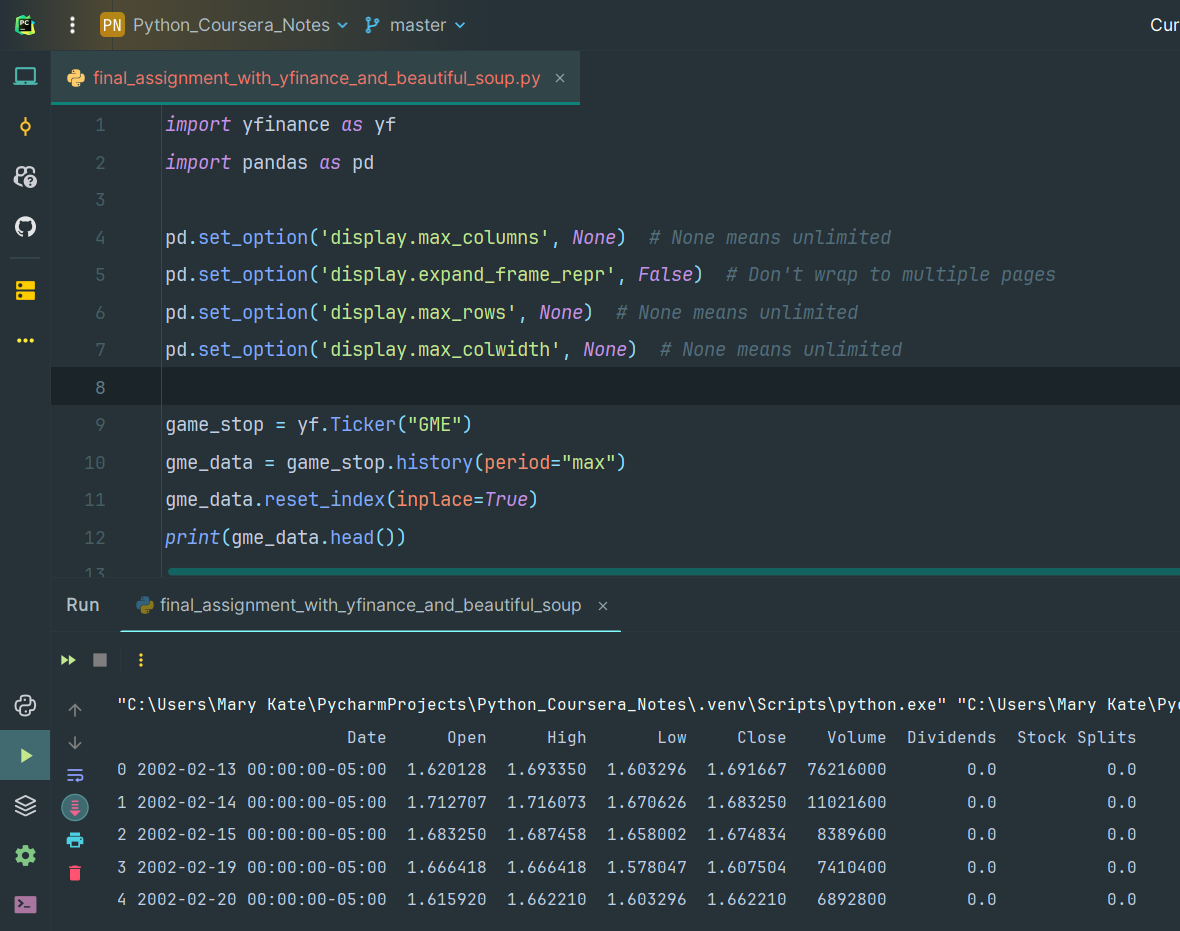 PC
PN Python_Coursera_Notes master Cur
final_assignment_with_yfinance_and_beautiful_soup.py ×
1 import yfinance as yf
2 import pandas as pd
3
4 pd.set_option('display.max_columns', None)  # None means unlimited
5 pd.set_option('display.expand_frame_repr', False)  # Don't wrap to multiple pages
6 pd.set_option('display.max_rows', None)  # None means unlimited
7 pd.set_option('display.max_colwidth', None)  # None means unlimited
8
9 game_stop = yf.Ticker("GME")
10 gme_data = game_stop.history(period="max")
11 gme_data.reset_index(inplace=True)
12 print(gme_data.head())
13
Run final_assignment_with_yfinance_and_beautiful_soup ×
"C:\Users\Mary Kate\PycharmProjects\Python_Coursera_Notes\.venv\Scripts\python.exe" "C:\Users\Mary Kate\Py
Date Open High Low Close Volume Dividends Stock Splits
0 2002-02-13 00:00:00-05:00 1.620128 1.693350 1.603296 1.691667 76216000 0.0 0.0
1 2002-02-14 00:00:00-05:00 1.712707 1.716073 1.670626 1.683250 11021600 0.0 0.0
2 2002-02-15 00:00:00-05:00 1.683250 1.687458 1.658002 1.674834 8389600 0.0 0.0
3 2002-02-19 00:00:00-05:00 1.666418 1.666418 1.578047 1.607504 7410400 0.0 0.0
4 2002-02-20 00:00:00-05:00 1.615920 1.662210 1.603296 1.662210 6892800 0.0 0.0